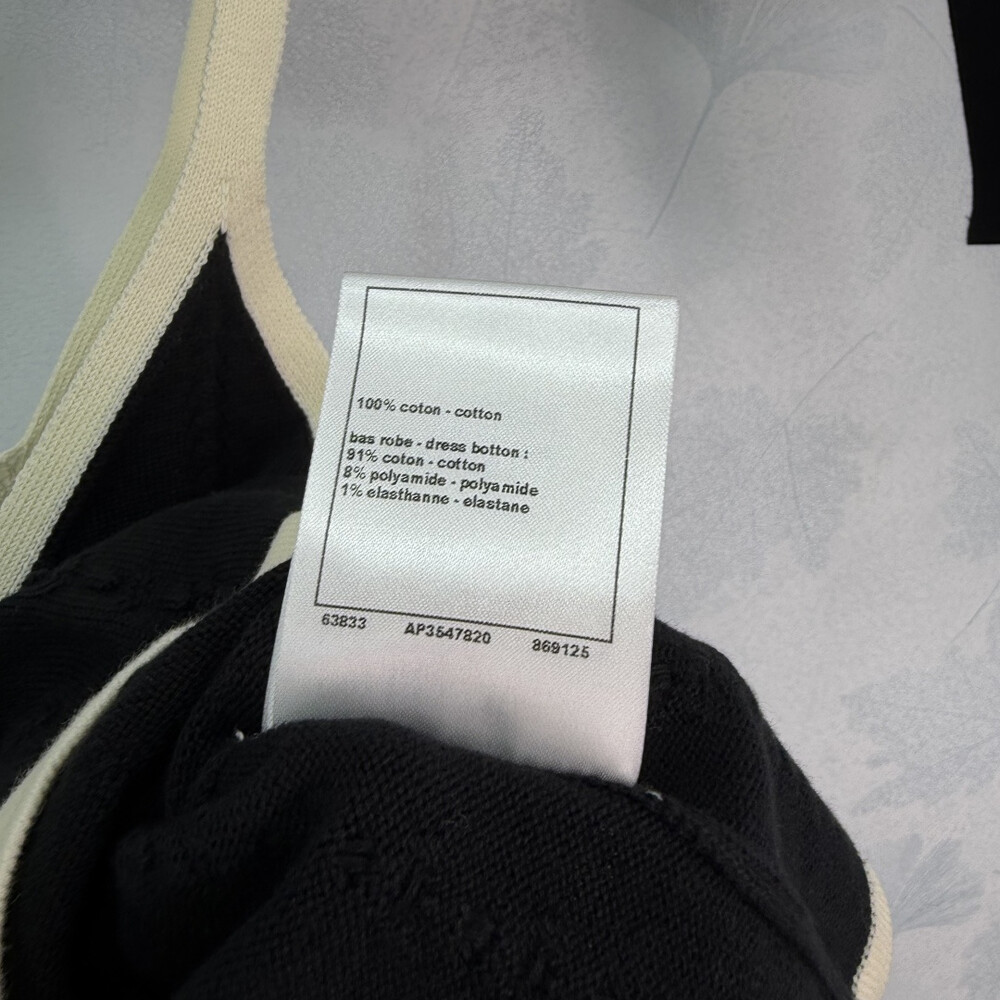 100% coton - cotton
bas robe - dress botton :
91% coton - cotton
8% polyamide - polyamide
1% elasthanne - elastane
63833 AP3547820 869125